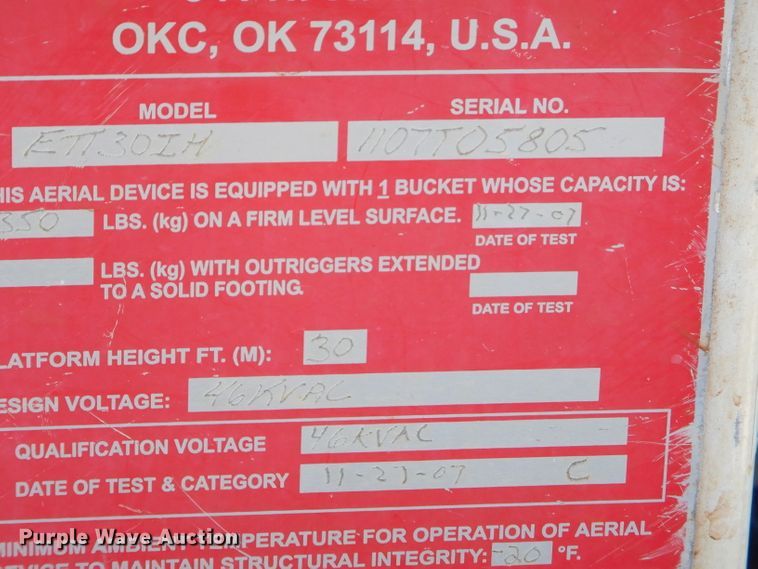 OKC, OK 73114, U.S.A.
MODEL SERIAL NO.
ETT30IH 1107T05805
HIS AERIAL DEVICE IS EQUIPPED WITH 1 BUCKET WHOSE CAPACITY IS:
350 LBS. (kg) ON A FIRM LEVEL SURFACE. 11-27-07
DATE OF TEST
LBS. (kg) WITH OUTRIGGERS EXTENDED
TO A SOLID FOOTING.
DATE OF TEST
LATFORM HEIGHT FT. (M): 30
ESIGN VOLTAGE: 46KVAC
QUALIFICATION VOLTAGE 46KVAC
DATE OF TEST & CATEGORY 11-27-07 C
Purple Wave Auction
MINIMUM AMBIENT TEMPERATURE FOR OPERATION OF AERIAL
DEVICE TO MAINTAIN STRUCTURAL INTEGRITY: -20 °F.